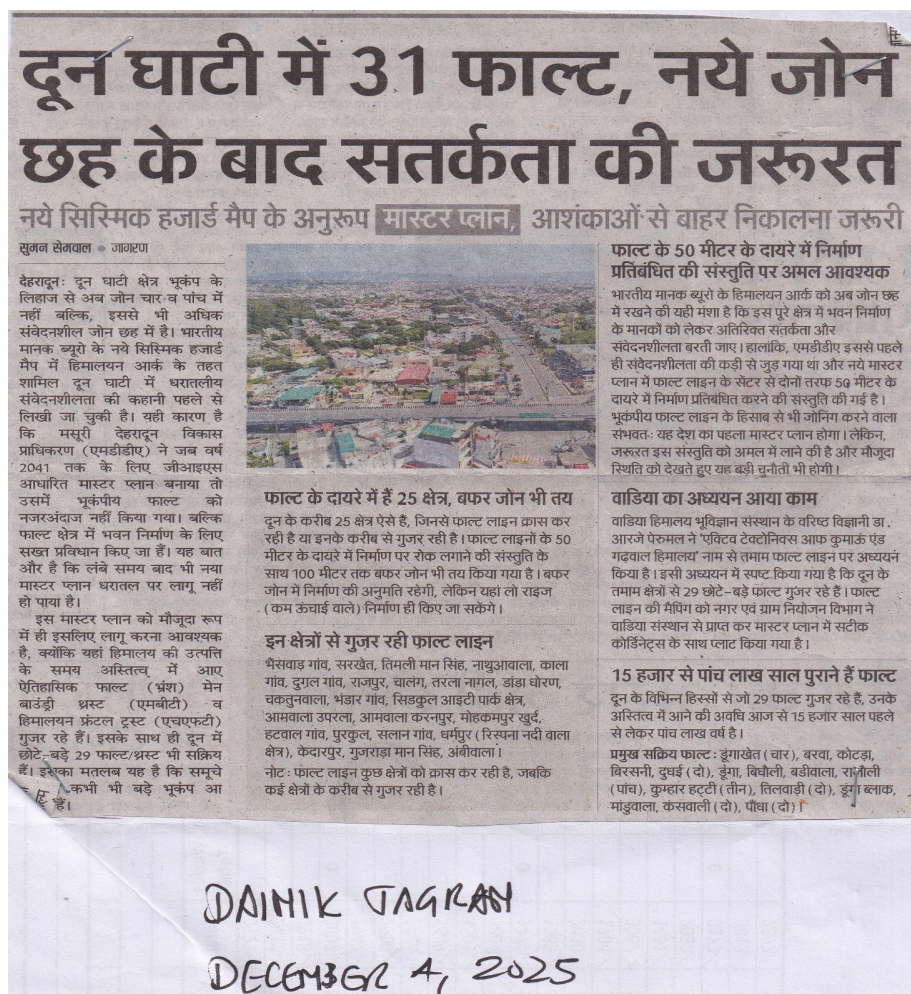 दून घाटी में 31 फाल्ट, नये जोन
छह के बाद सतर्कता की जरूरत
नये सिस्मिक हजार्ड मैप के अनुरूप मास्टर प्लान, आशंकाओं से बाहर निकालना जरूरी
सुमन सेमवाल • जागरण
देहरादून: दून घाटी क्षेत्र भूकंप के
लिहाज से अब जोन चार व पांच में
नहीं बल्कि, इससे भी अधिक
संवेदनशील जोन छह में है। भारतीय
मानक ब्यूरो के नये सिस्मिक हजार्ड
मैप में हिमालयन आर्क के तहत
शामिल दून घाटी में धरातलीय
संवेदनशीलता की कहानी पहले से
लिखी जा चुकी है। यही कारण है
कि मसूरी देहरादून विकास
प्राधिकरण (एमडीडीए) ने जब वर्ष
2041 तक के लिए जीआइएस
आधारित मास्टर प्लान बनाया तो
उसमें भूकंपीय फाल्ट को
नजरअंदाज नहीं किया गया। बल्कि
फाल्ट क्षेत्र में भवन निर्माण के लिए
सख्त प्रविधान किए जा हैं। यह बात
और है कि लंबे समय बाद भी नया
मास्टर प्लान धरातल पर लागू नहीं
हो पाया है।
इस मास्टर प्लान को मौजूदा रूप
में ही इसलिए लागू करना आवश्यक
है, क्योंकि यहां हिमालय की उत्पत्ति
के समय अस्तित्व में आए
ऐतिहासिक फाल्ट (भ्रंश) मेन
बाउंड्री थ्रस्ट (एमबीटी) व
हिमालयन फ्रंटल ट्रस्ट (एचएफटी)
गुजर रहे हैं। इसके साथ ही दून में
छोटे-बड़े 29 फाल्ट/थ्रस्ट भी सक्रिय
हैं। इसका मतलब यह है कि समूचे
कभी भी बड़े भूकंप आ
हैं।
फाल्ट के दायरे में हैं 25 क्षेत्र, बफर जोन भी तय
दून के करीब 25 क्षेत्र ऐसे हैं, जिनसे फाल्ट लाइन क्रास कर
रही है या इनके करीब से गुजर रही है। फाल्ट लाइनों के 50
मीटर के दायरे में निर्माण पर रोक लगाने की संस्तुति के
साथ 100 मीटर तक बफर जोन भी तय किया गया है। बफर
जोन में निर्माण की अनुमति रहेगी, लेकिन यहां लो राइज
(कम ऊंचाई वाले) निर्माण ही किए जा सकेंगे।
इन क्षेत्रों से गुजर रही फाल्ट लाइन
भैंसवाड़ गांव, सरखेत, तिमली मान सिंह, नाथुआवाला, काला
गांव, दुगल गांव, राजपुर, चालंग, तरला नागल, डांडा धोरण,
चकतुनवाला, भंडार गांव, सिडकुल आइटी पार्क क्षेत्र,
आमवाला उपरला, आमवाला करनपुर, मोहकमपुर खुर्द,
हटवाल गांव, पुरकुल, सलान गांव, धर्मपुर (रिस्पना नदी वाला
क्षेत्र), केदारपुर, गुजराड़ा मान सिंह, अंबीवाला।
नोट: फाल्ट लाइन कुछ क्षेत्रों को क्रास कर रही है, जबकि
कई क्षेत्रों के करीब से गुजर रही है।
फाल्ट के 50 मीटर के दायरे में निर्माण
प्रतिबंधित की संस्तुति पर अमल आवश्यक
भारतीय मानक ब्यूरो के हिमालयन आर्क को अब जोन छह
में रखने की यही मंशा है कि इस पूरे क्षेत्र में भवन निर्माण
के मानकों को लेकर अतिरिक्त सतर्कता और
संवेदनशीलता बरती जाए। हालांकि, एमडीडीए इससे पहले
ही संवेदनशीलता की कड़ी से जुड़ गया था और नये मास्टर
प्लान में फाल्ट लाइन के सेंटर से दोनों तरफ 50 मीटर के
दायरे में निर्माण प्रतिबंधित करने की संस्तुति की गई है।
भूकंपीय फाल्ट लाइन के हिसाब से भी जोनिंग करने वाला
संभवतः यह देश का पहला मास्टर प्लान होगा। लेकिन,
जरूरत इस संस्तुति को अमल में लाने की है और मौजूदा
स्थिति को देखते हुए यह बड़ी चुनौती भी होगी।
वाडिया का अध्ययन आया काम
वाडिया हिमालय भूविज्ञान संस्थान के वरिष्ठ विज्ञानी डा.
आरजे पेरुमल ने 'एक्टिव टेक्टोनिक्स आफ कुमाऊं एंड
गढ़वाल हिमालय' नाम से तमाम फाल्ट लाइन पर अध्ययन
किया है। इसी अध्ययन में स्पष्ट किया गया है कि दून के
तमाम क्षेत्रों से 29 छोटे-बड़े फाल्ट गुजर रहे हैं। फाल्ट
लाइन की मैपिंग को नगर एवं ग्राम नियोजन विभाग ने
वाडिया संस्थान से प्राप्त कर मास्टर प्लान में सटीक
कोर्डिनेट्स के साथ प्लाट किया गया है।
15 हजार से पांच लाख साल पुराने हैं फाल्ट
दून के विभिन्न हिस्सों से जो 29 फाल्ट गुजर रहे हैं, उनके
अस्तित्व में आने की अवधि आज से 15 हजार साल पहले
से लेकर पांच लाख वर्ष है।
प्रमुख सक्रिय फाल्ट: डूंगाखेत (चार), बरवा, कोटड़ा,
बिरसनी, दुघई (दो), डूंगा, बिधौली, बडीवाला, राजौली
(पांच), कुम्हार हट्टी (तीन), तिलवाड़ी (दो), डूंगा ब्लाक,
मांडुवाला, कंसवाली (दो), पौंधा (दो)।
DAINIK JAGRAN
DECEMBER 4, 2025